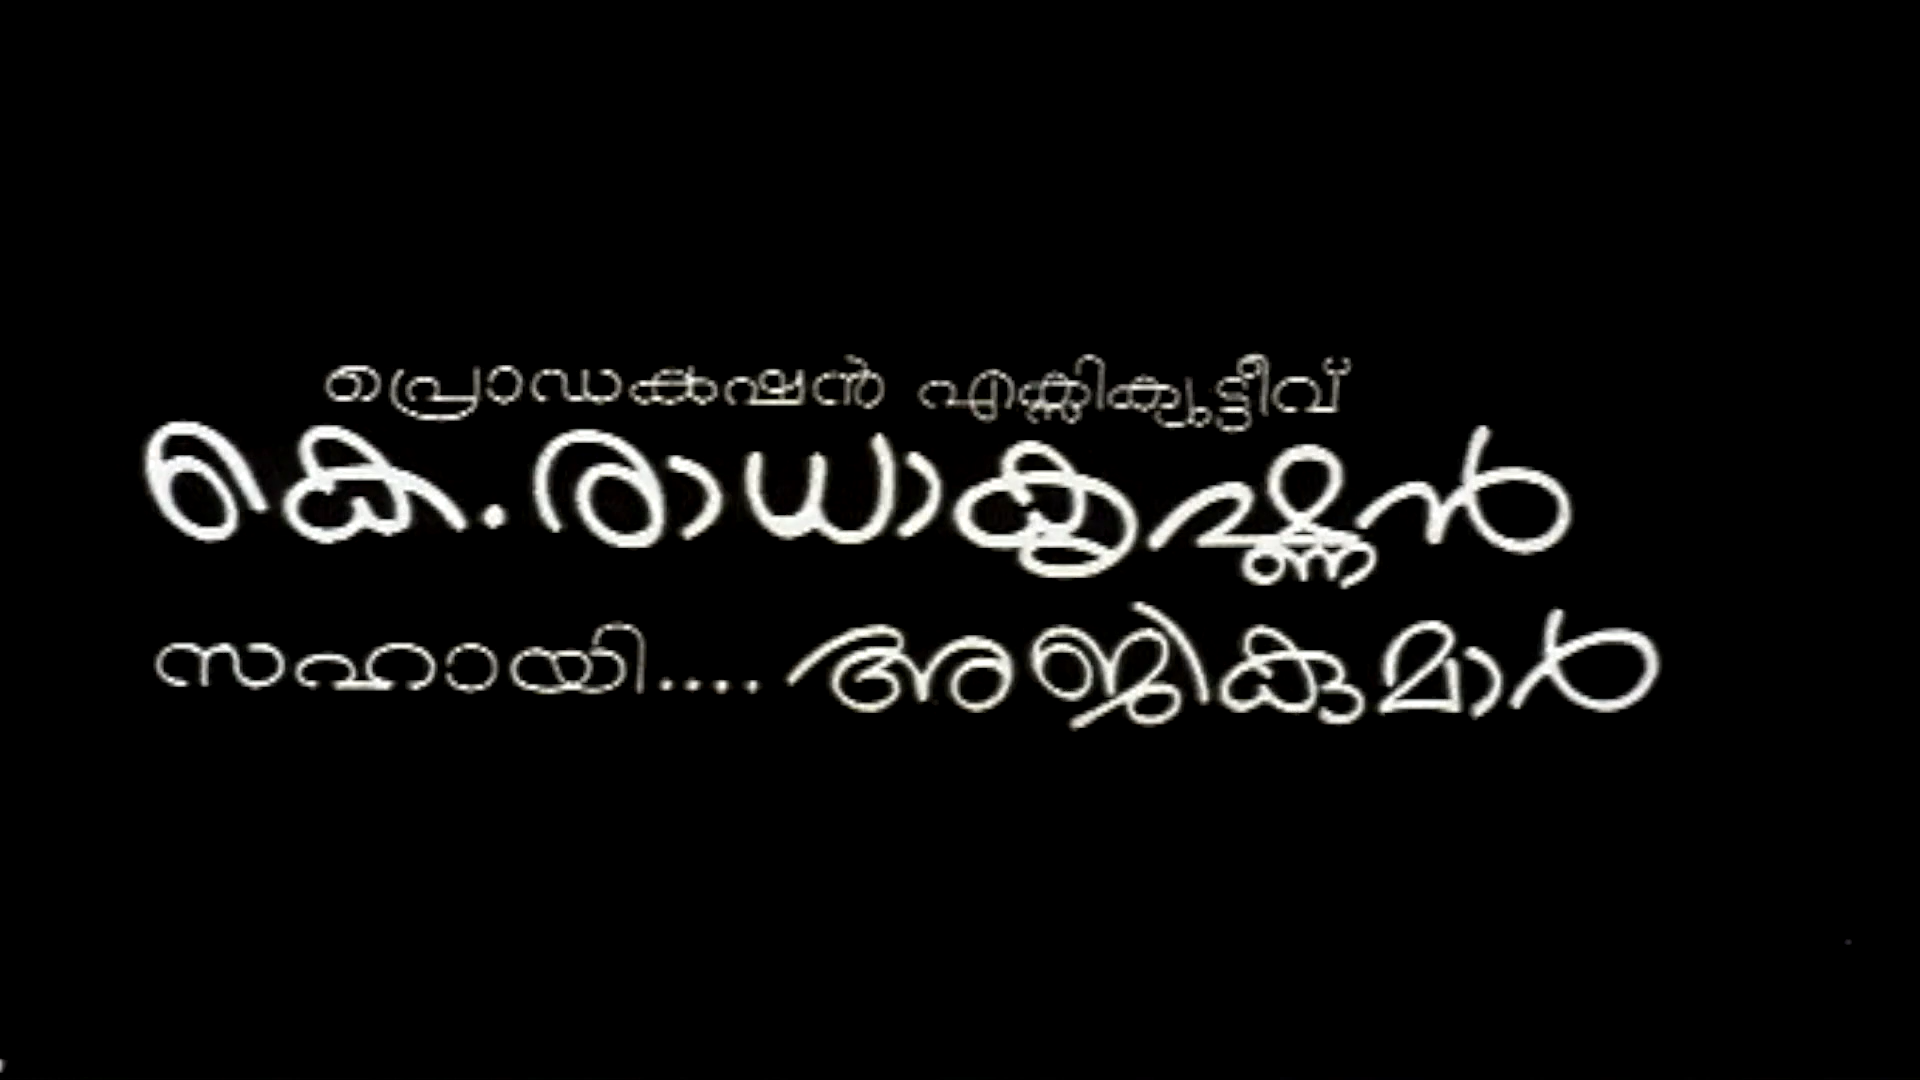 പ്രൊഡക്ഷൻ എക്സിക്യൂട്ടീവ്
കെ.രാധാകൃഷ്ണൻ
സഹായി.... അജികുമാർ